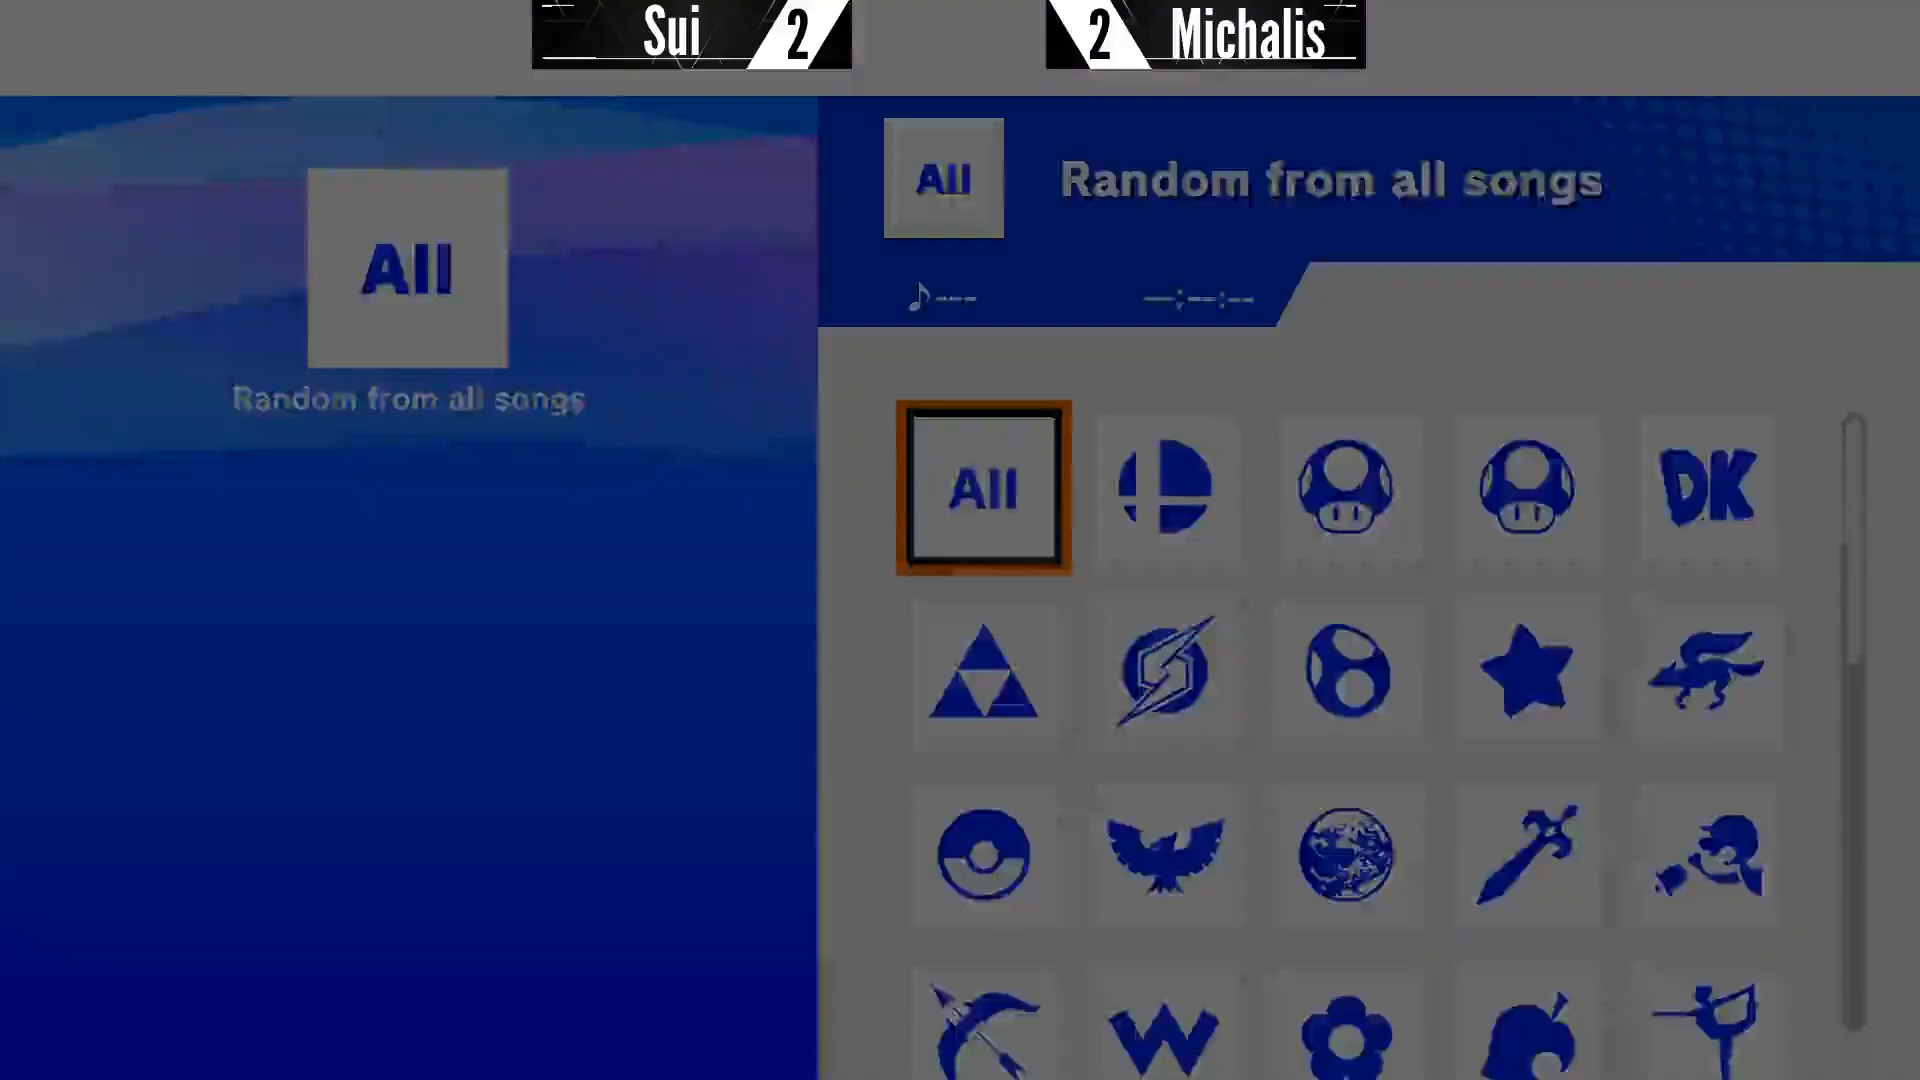 Sui 2
2 Michalis
All
Random from all songs
All
Random from all songs
♪--- --:--:--
All
DK
W